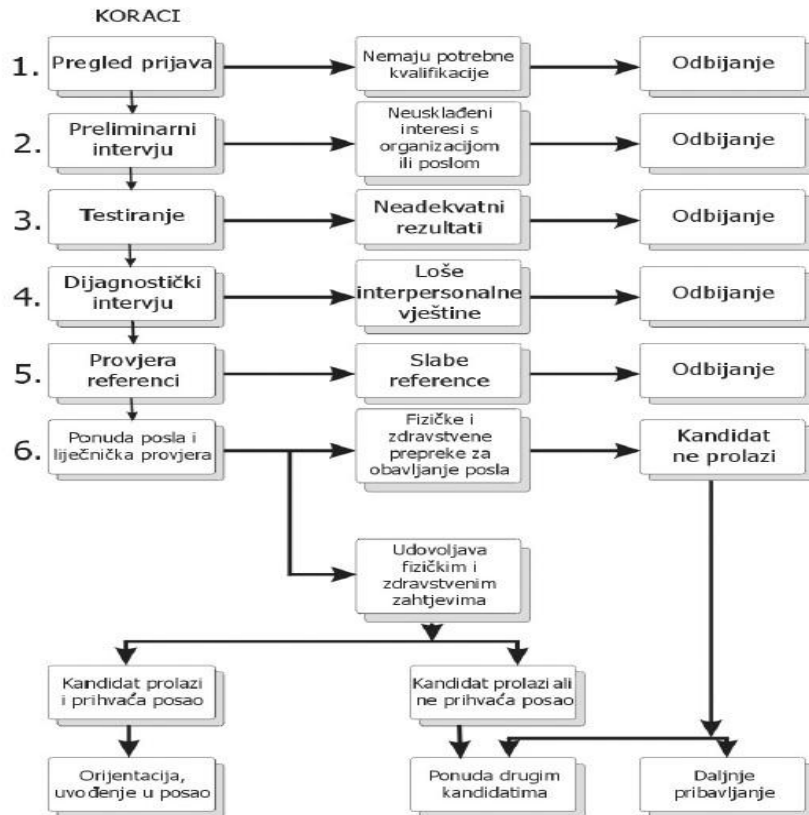 KORACI
1. Pregled prijava
Nemaju potrebne
kvalifikacije
Odbijanje
2. Preliminarni
intervju
Neusklađeni
interesi s
organizacijom
ili poslom
Odbijanje
3. Testiranje
Neadekvatni
rezultati
Odbijanje
4. Dijagnostički
intervju
Loše
interpersonalne
vještine
Odbijanje
5. Provjera
referenci
Slabe
reference
Odbijanje
6. Ponuda posla i
liječnička provjera
Fizičke i
zdravstvene
prepreke za
obavljanje posla
Kandidat
ne prolazi
Udovoljava
fizičkim i
zdravstvenim
zahtjevima
Kandidat prolazi
i prihvaća posao
Kandidat prolazi ali
ne prihvaća posao
Orijentacija,
uvođenje u posao
Ponuda drugim
kandidatima
Daljnje
pribavljanje